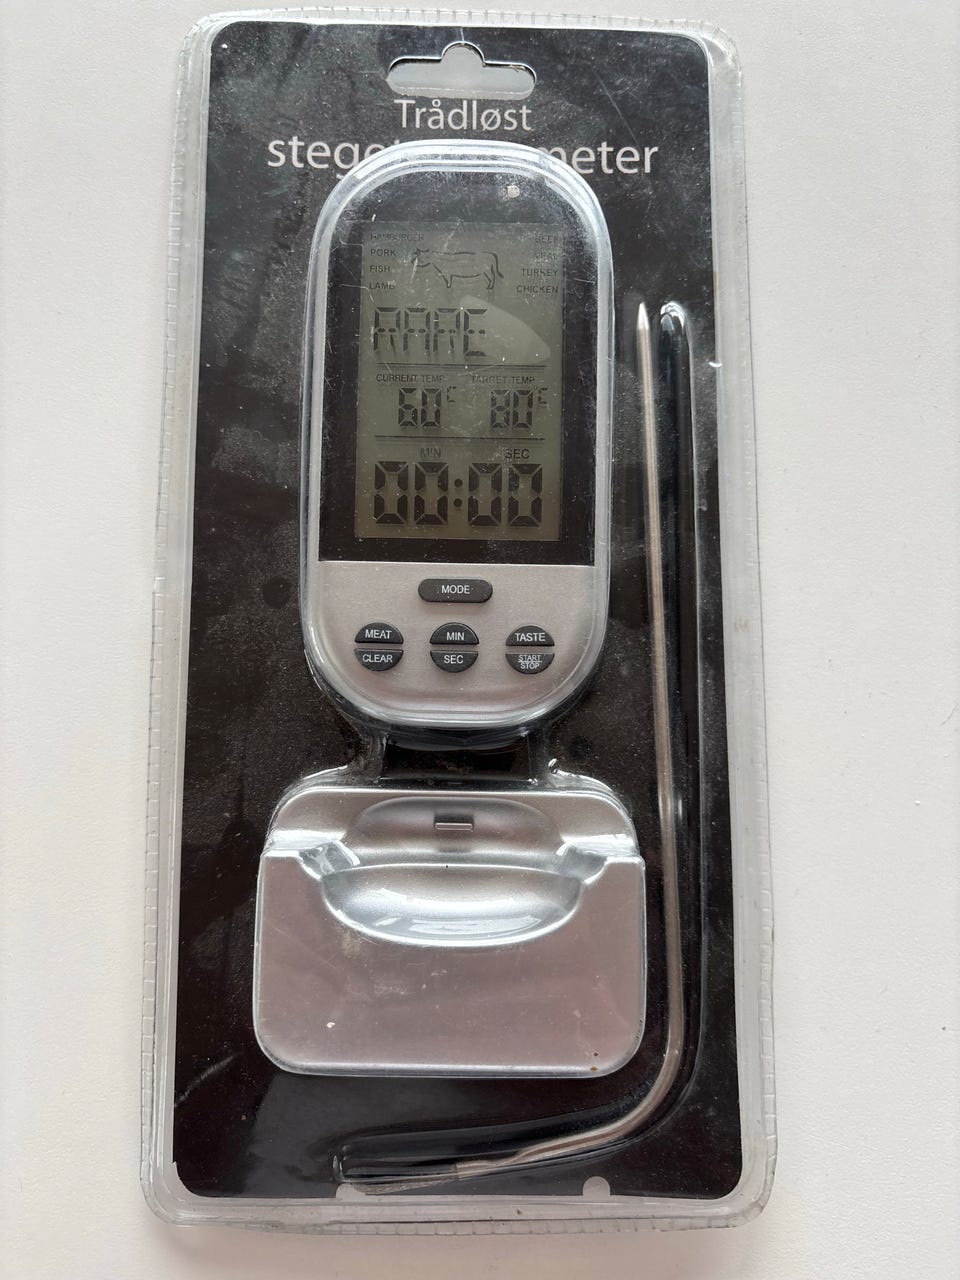 Trådløst
HAMBURGER BEEF
PORK VEAL
FISH TURKEY
LAMB CHICKEN
RARE
CURRENT TEMP TARGET TEMP
60°C 80°C
MIN SEC
00:00
MODE
MEAT MIN TASTE
CLEAR SEC START
STOP